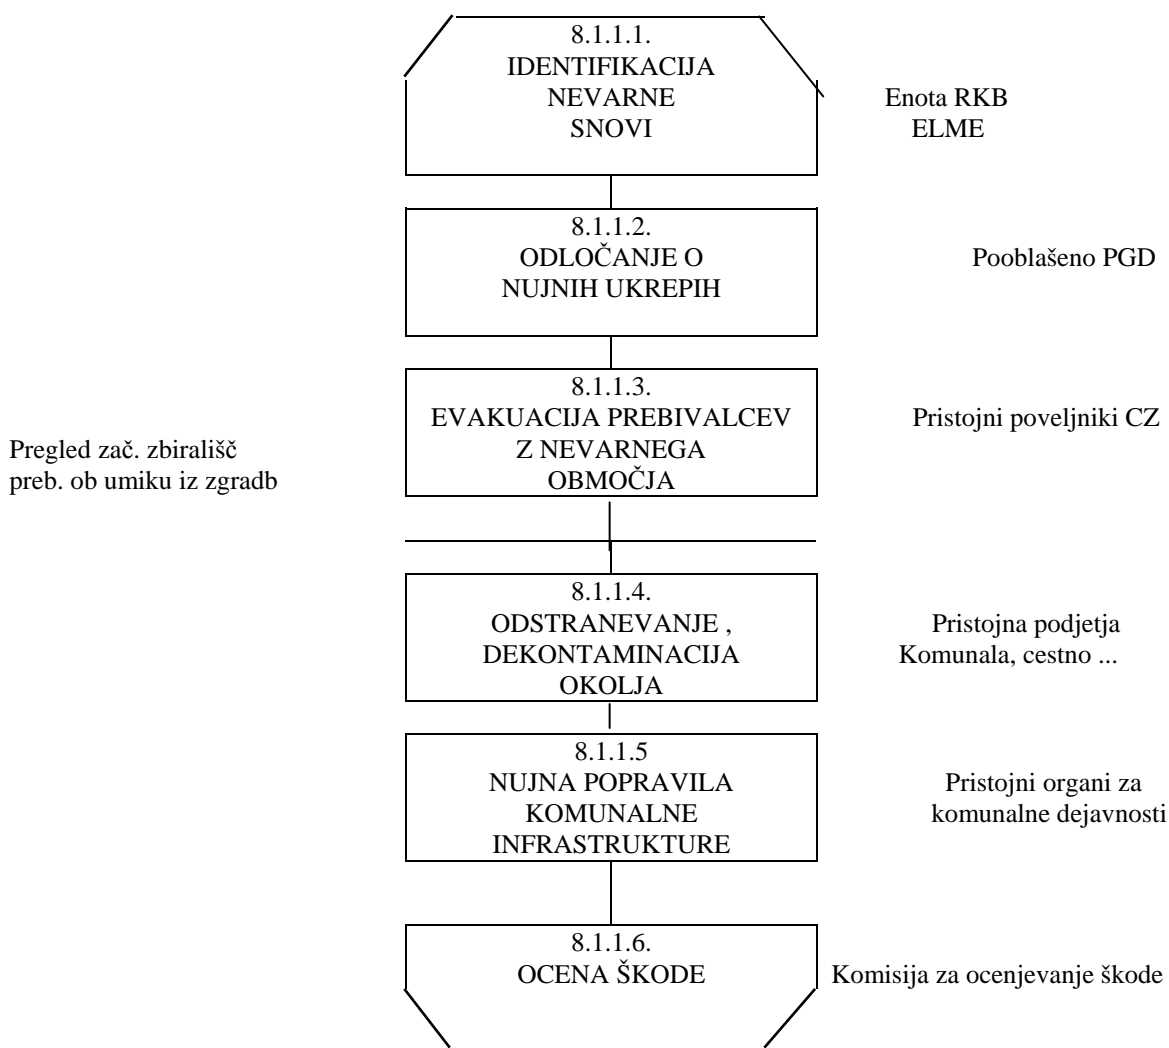 8.1.1.1.
IDENTIFIKACIJA
NEVARNE
SNOVI
Enota RKB
ELME
8.1.1.2.
ODLOČANJE O
NUJNIH UKREPIH
Pooblašeno PGD
8.1.1.3.
EVAKUACIJA PREBIVALCEV
Z NEVARNEGA
OBMOČJA
Pristojni poveljniki CZ
Pregled zač. zbirališč
preb. ob umiku iz zgradb
8.1.1.4.
ODSTRANEVANJE ,
DEKONTAMINACIJA
OKOLJA
Pristojna podjetja
Komunala, cestno ...
8.1.1.5
NUJNA POPRAVILA
KOMUNALNE
INFRASTRUKTURE
Pristojni organi za
komunalne dejavnosti
8.1.1.6.
OCENA ŠKODE
Komisija za ocenjevanje škode